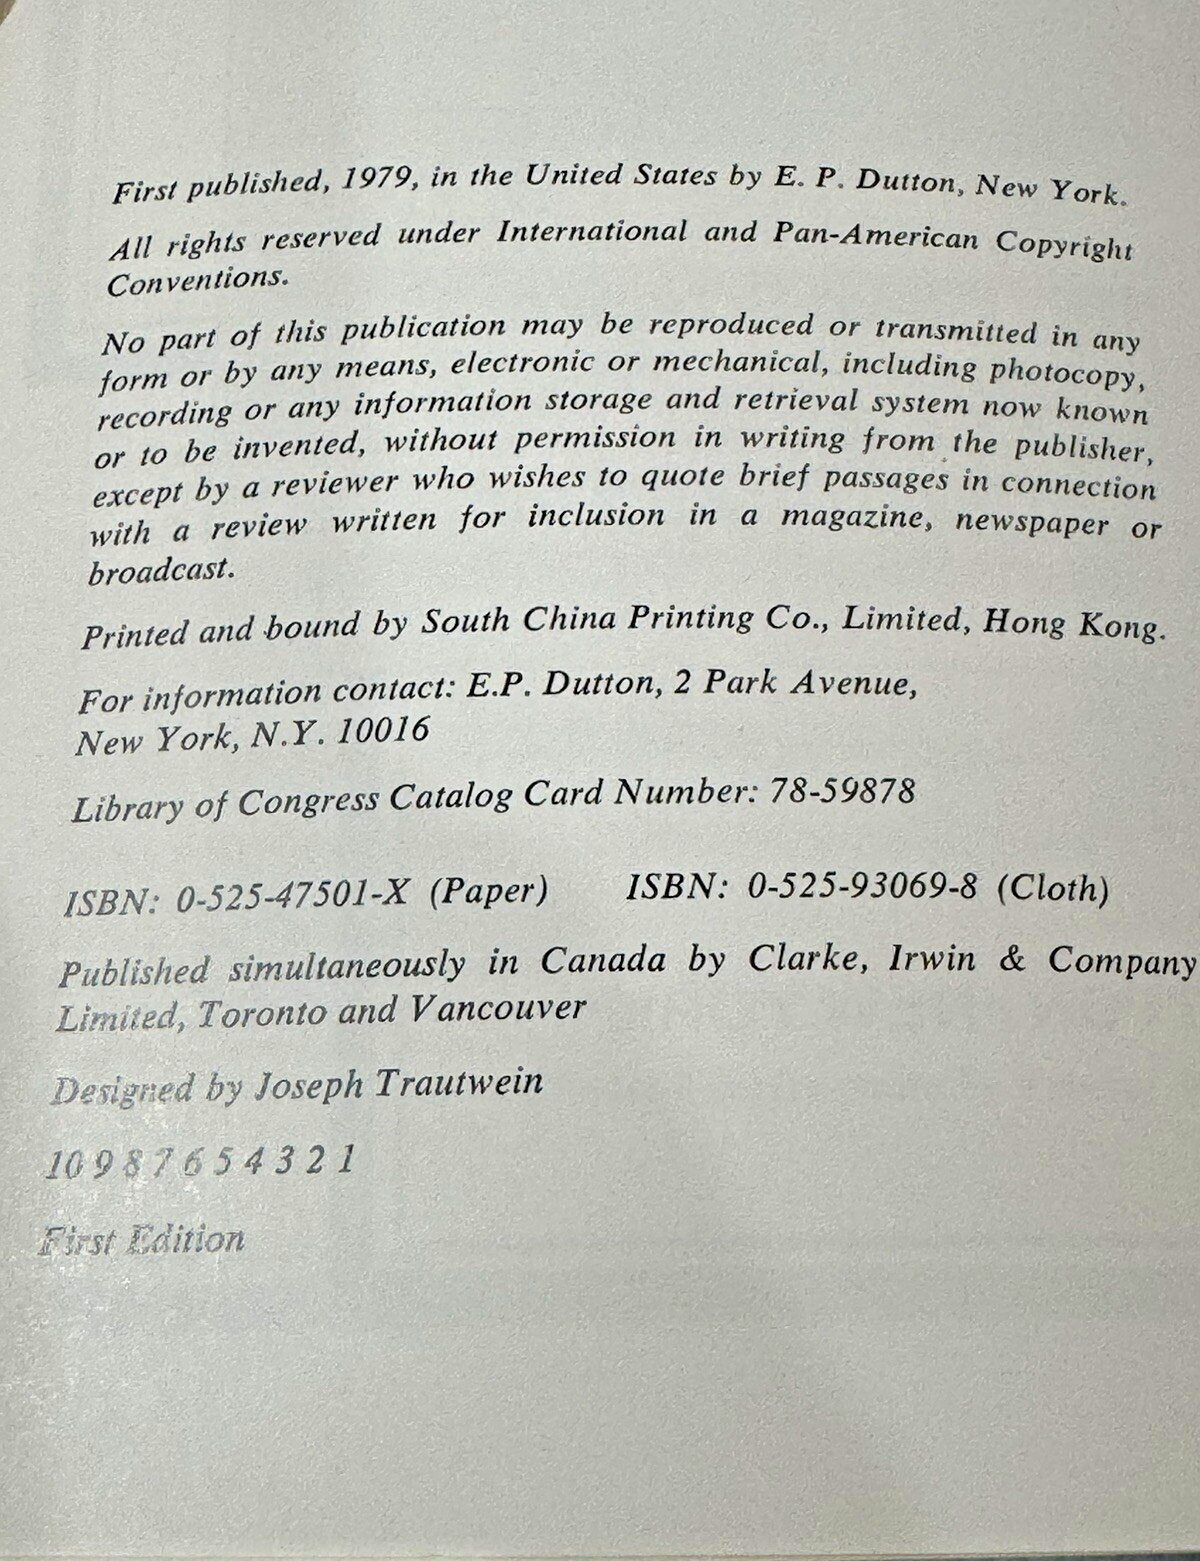 First published, 1979, in the United States by E. P. Dutton, New York.
All rights reserved under International and Pan-American Copyright
Conventions.
No part of this publication may be reproduced or transmitted in any
form or by any means, electronic or mechanical, including photocopy,
recording or any information storage and retrieval system now known
or to be invented, without permission in writing from the publisher,
except by a reviewer who wishes to quote brief passages in connection
with a review written for inclusion in a magazine, newspaper or
broadcast.
Printed and bound by South China Printing Co., Limited, Hong Kong.
For information contact: E.P. Dutton, 2 Park Avenue,
New York, N.Y. 10016
Library of Congress Catalog Card Number: 78-59878
ISBN: 0-525-47501-X (Paper) ISBN: 0-525-93069-8 (Cloth)
Published simultaneously in Canada by Clarke, Irwin & Company
Limited, Toronto and Vancouver
Designed by Joseph Trautwein
10 9 8 7 6 5 4 3 2 1
First Edition